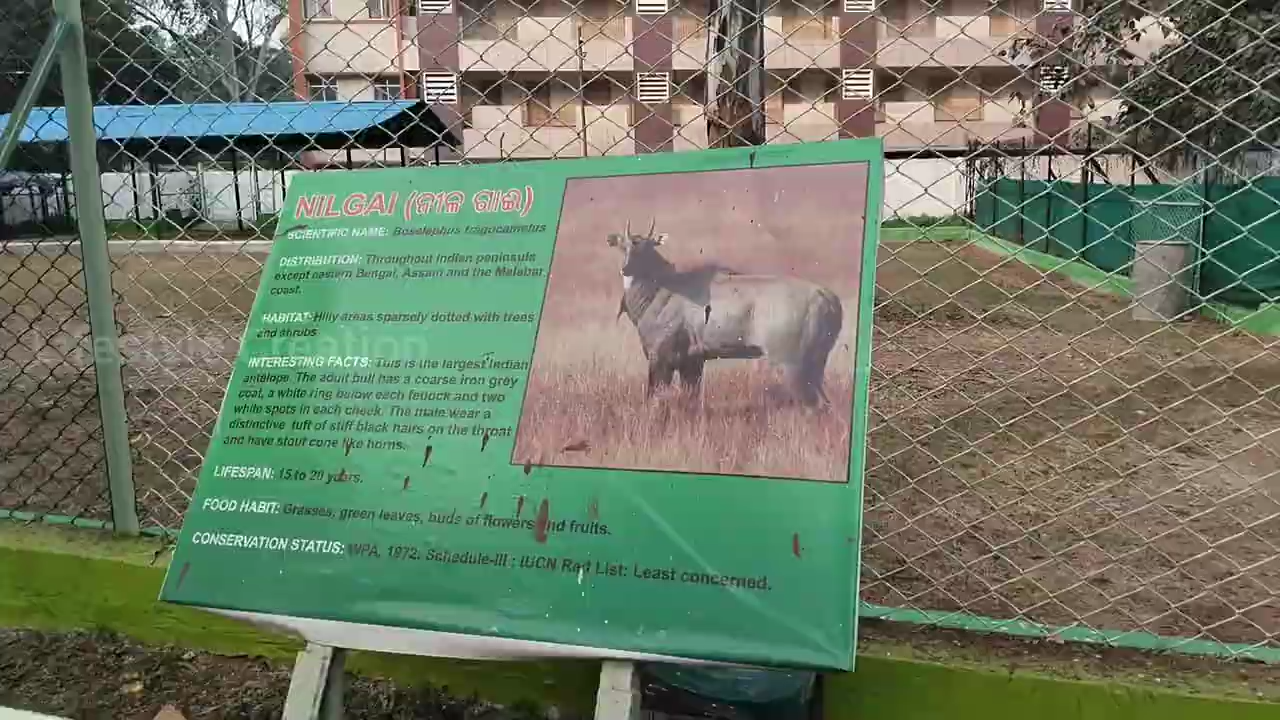 NILGAI (ନୀଳ ଗାଈ)
SCIENTIFIC NAME: Boselephus tragocamelus
DISTRIBUTION: Throughout Indian peninsula
except eastern Bengal, Assam and the Malabar
coast.
HABITAT- Hilly areas sparsely dotted with trees
and shrubs
INTERESTING FACTS: This is the largest Indian
antelope. The adult bull has a coarse iron grey
coat, a white ring below each fetlock and two
white spots in each cheek. The male wear a
distinctive tuft of stiff black hairs on the throat
and have stout cone like horns.
LIFESPAN: 15 to 20 years.
FOOD HABIT: Grasses, green leaves, buds of flowers and fruits.
CONSERVATION STATUS: WPA, 1972: Schedule-III ; IUCN Red List: Least concerned.